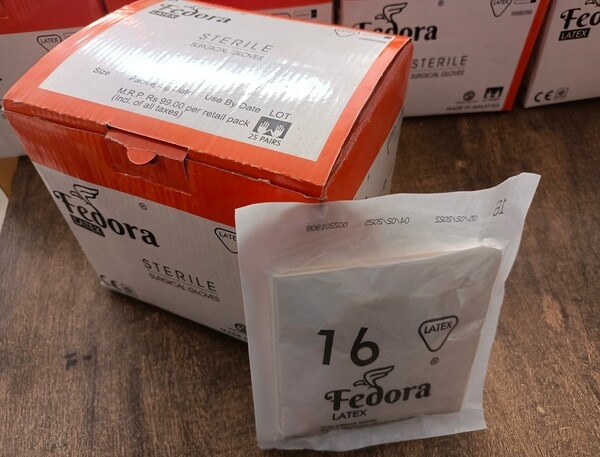 Fedora
STERILE
SURGICAL GLOVES
Size
Use By Date LOT
M.R.P. Rs 99.00 per retail pack
(Incl. of all taxes)
25 PAIRS
Fedora
®
LATEX
STERILE
SURGICAL GLOVES
CE
16
LATEX
®
Fedora
LATEX
LATEX
STERILE
SURGICAL GLOVES
MADE IN MALAYSIA
LATEX
CE